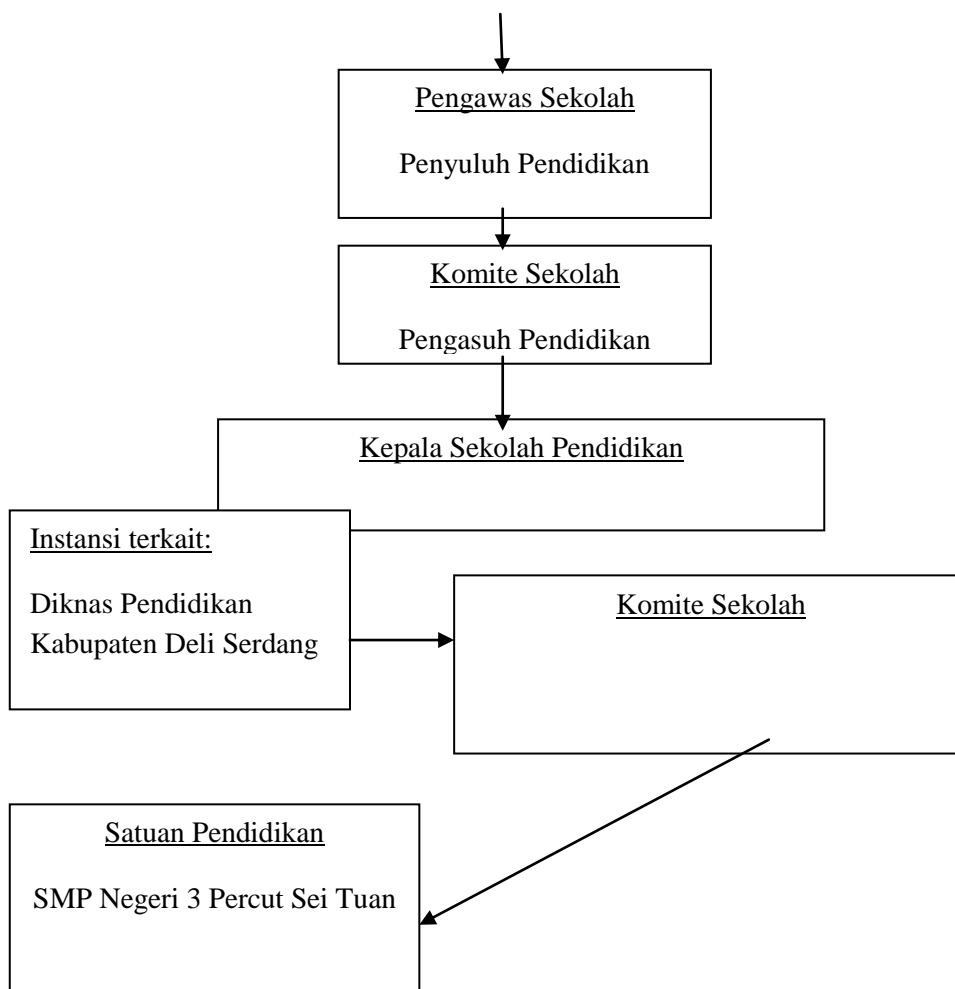 Pengawas Sekolah
Penyuluh Pendidikan
Komite Sekolah
Pengasuh Pendidikan
Kepala Sekolah Pendidikan
Instansi terkait:
Diknas Pendidikan
Kabupaten Deli Serdang
Komite Sekolah
Satuan Pendidikan
SMP Negeri 3 Percut Sei Tuan